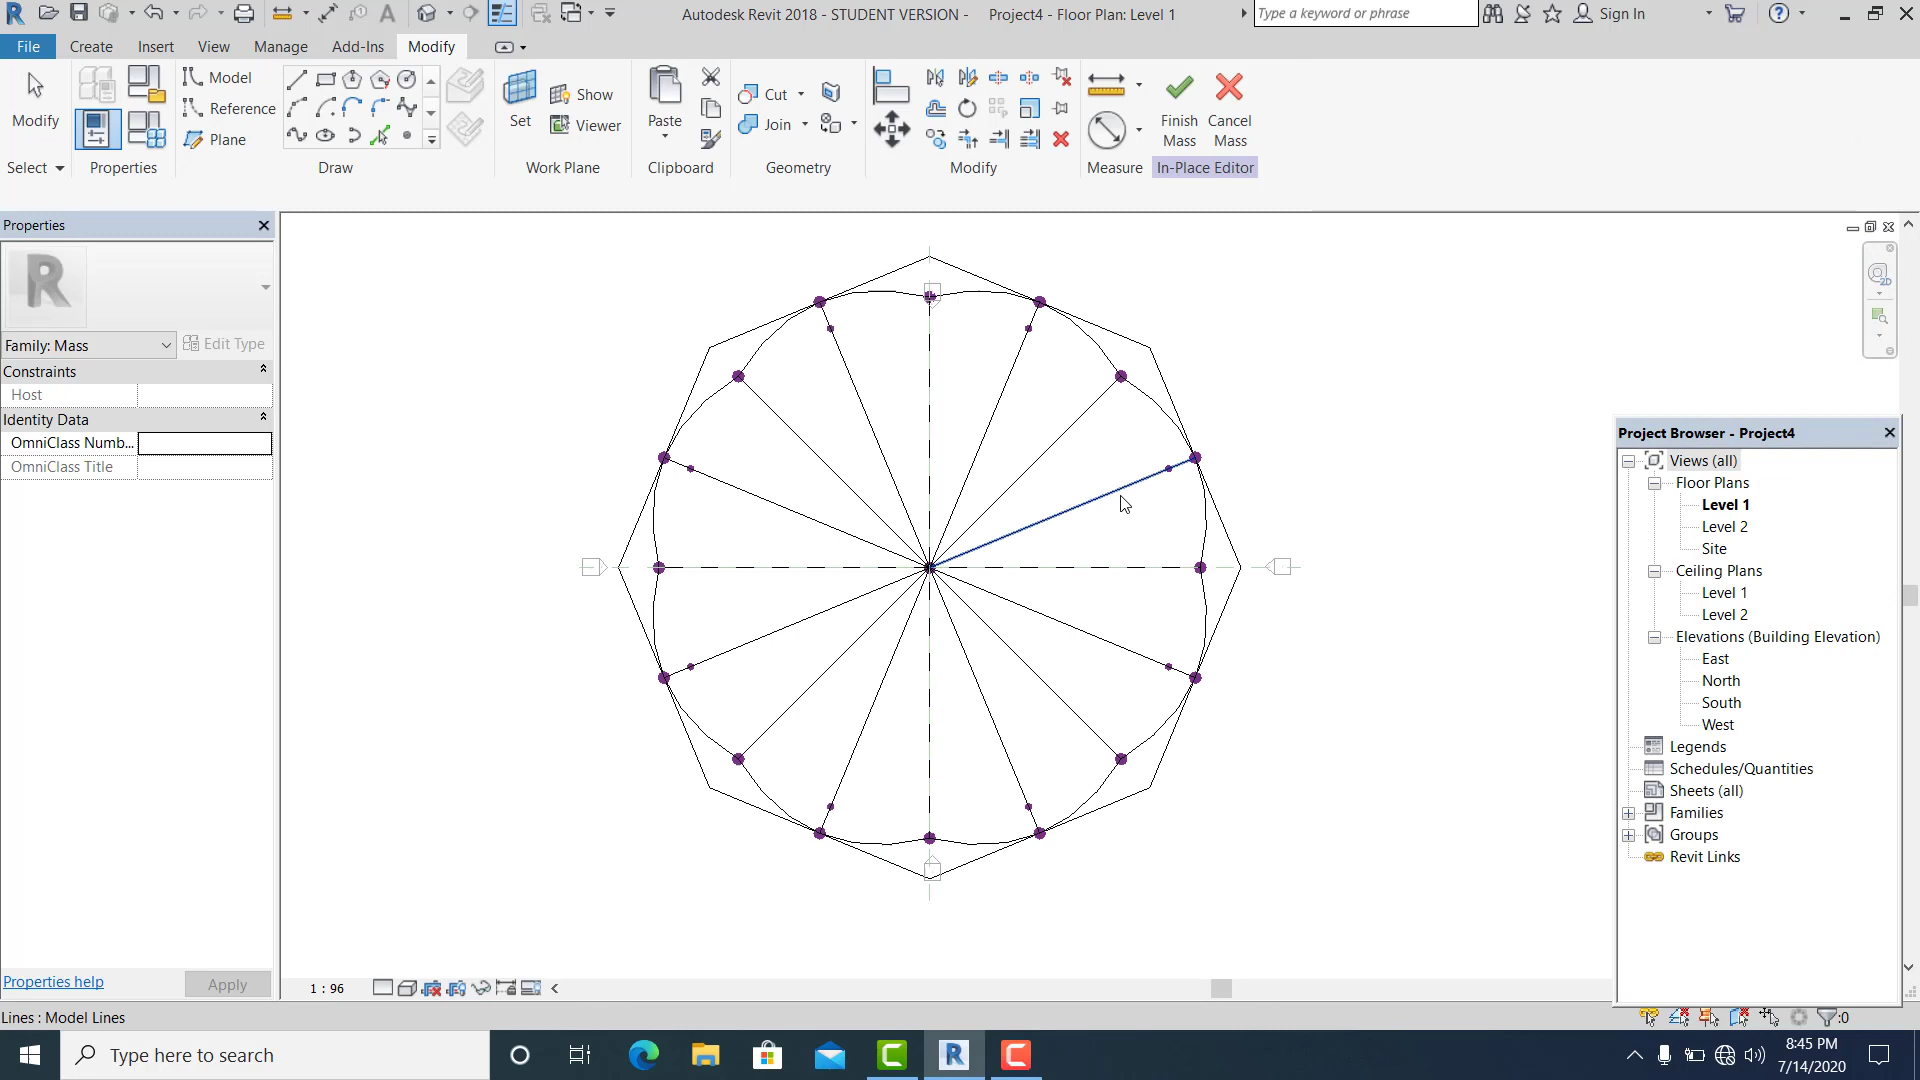 Autodesk Revit 2018 - STUDENT VERSION - Project4 - Floor Plan: Level 1
Type a keyword or phrase
Sign In
File Create Insert View Manage Add-Ins Modify
Modify
Select
Properties
Model
Reference
Plane
Draw
Set
Show
Viewer
Work Plane
Paste
Clipboard
Cut
Join
Geometry
Modify
Measure
Finish Mass
Cancel Mass
In-Place Editor
Properties
Family: Mass
Edit Type
Constraints
Host
Identity Data
OmniClass Numb...
OmniClass Title
Properties help
Apply
2D
Project Browser - Project4
Views (all)
Floor Plans
Level 1
Level 2
Site
Ceiling Plans
Level 1
Level 2
Elevations (Building Elevation)
East
North
South
West
Legends
Schedules/Quantities
Sheets (all)
Families
Groups
Revit Links
1 : 96
Lines : Model Lines
:0
Type here to search
8:45 PM
7/14/2020